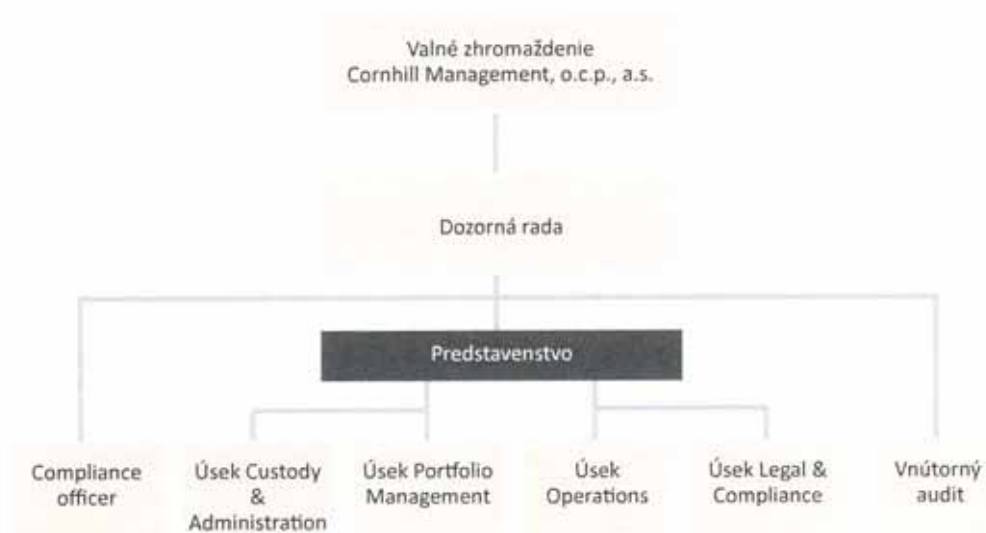 Valné zhromaždenie
Cornhill Management, o.c.p., a.s.
Dozorná rada
Predstavenstvo
Compliance
officer
Úsek Custody
&
Administration
Úsek Portfolio
Management
Úsek
Operations
Úsek Legal &
Compliance
Vnútorný
audit